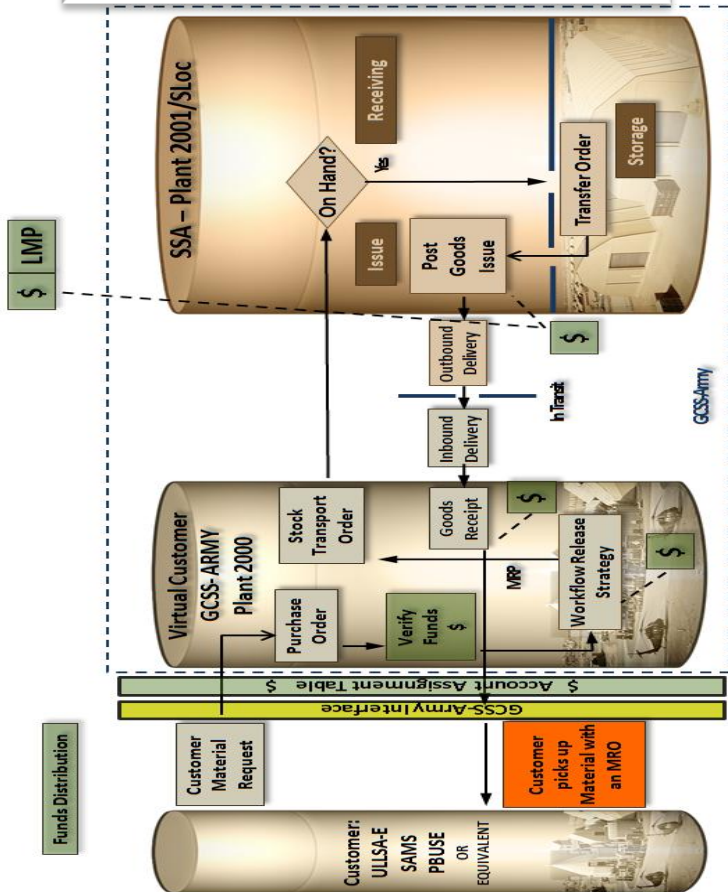 Funds Distribution
$ LMP
Customer:
ULLSA-E
SAMS
PBUSE
OR
EQUIVALENT
Customer
Material
Request
Customer
picks up
Material with
an MRO
GCSS-Army Interface
$ Account Assignment Table $
Virtual Customer
GCSS- ARMY
Plant 2000
Purchase
Order
Verify
Funds
$
Workflow Release
Strategy
$
MRP
Stock
Transport
Order
Goods
Receipt
$
Inbound
Delivery
In Transit
Outbound
Delivery
$
SSA – Plant 2001/SLoc
On Hand?
Yes
Receiving
Issue
Post
Goods
Issue
Transfer Order
Storage
GCSS-Army